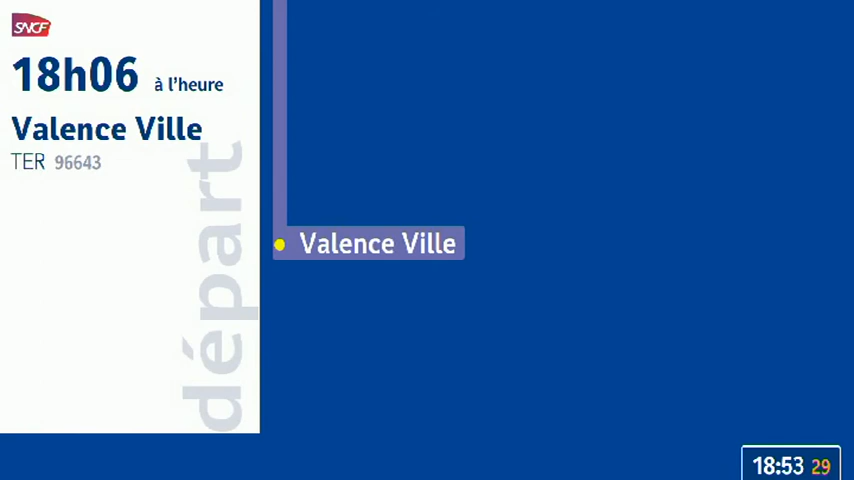 SNCF
18h06 à l'heure
Valence Ville
TER 96643
départ
Valence Ville
18:53 29